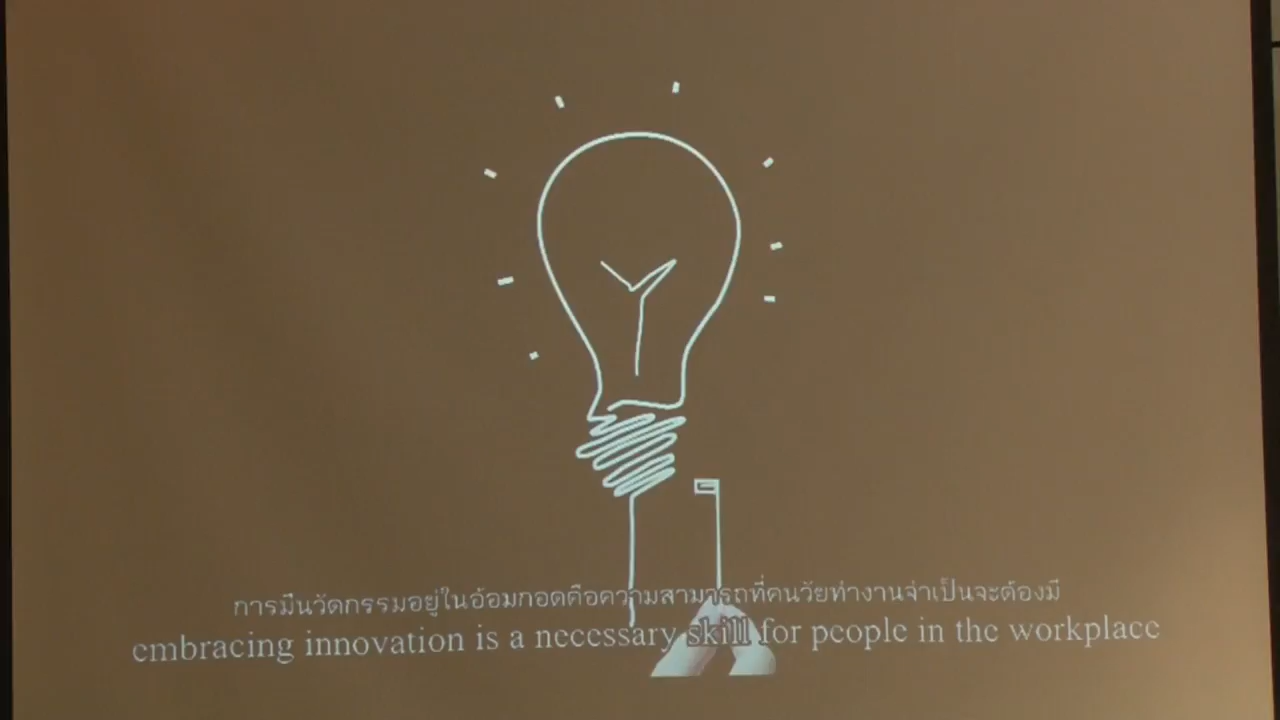 การมีนวัตกรรมอยู่ในอ้อมกอดคือความสามารถที่คนวัยทำงานจำเป็นจะต้องมี
embracing innovation is a necessary skill for people in the workplace